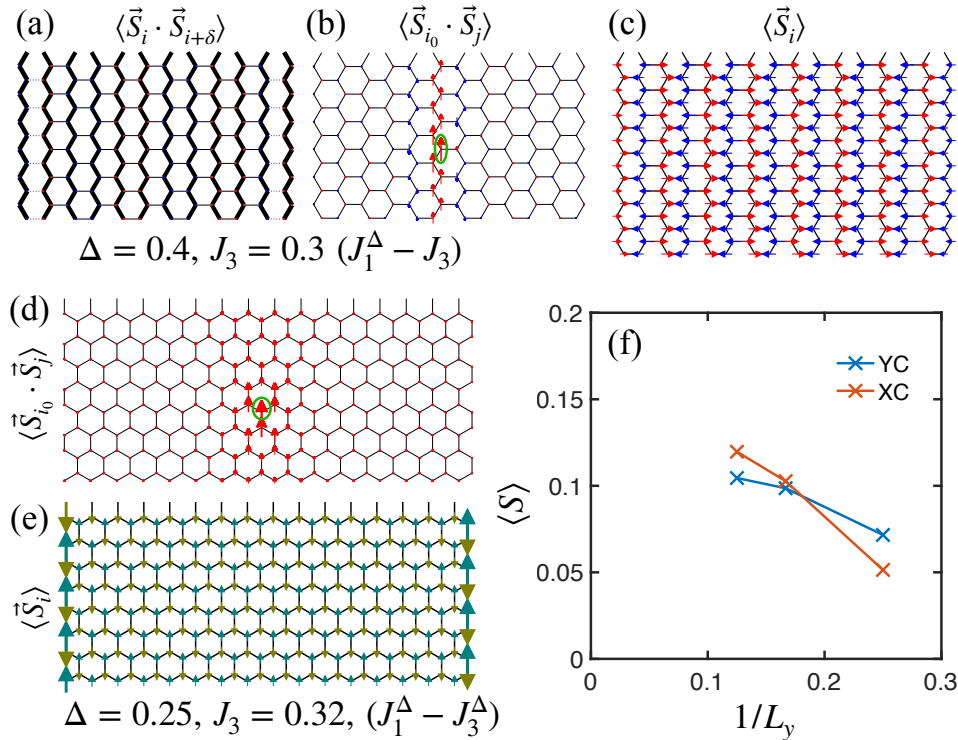 (a) ⟨S⃗ᵢ · S⃗ᵢ₊δ⟩ (b) ⟨S⃗ᵢ₀ · S⃗ⱼ⟩ (c) ⟨S⃗ᵢ⟩
Δ = 0.4, J₃ = 0.3 (J₁^Δ − J₃)
(d)
⟨S⃗ᵢ₀ · S⃗ⱼ⟩
(e)
⟨S⃗ᵢ⟩
Δ = 0.25, J₃ = 0.32, (J₁^Δ − J₃^Δ)
(f)
YC
XC
0.2
0.15
0.1
0.05
0
⟨S⟩
0 0.1 0.2 0.3
1/L_y